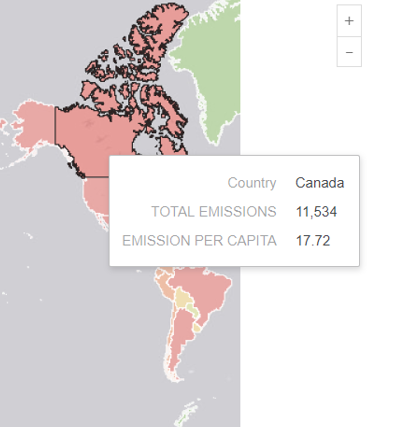 +
−
Country Canada
TOTAL EMISSIONS 11,534
EMISSION PER CAPITA 17.72